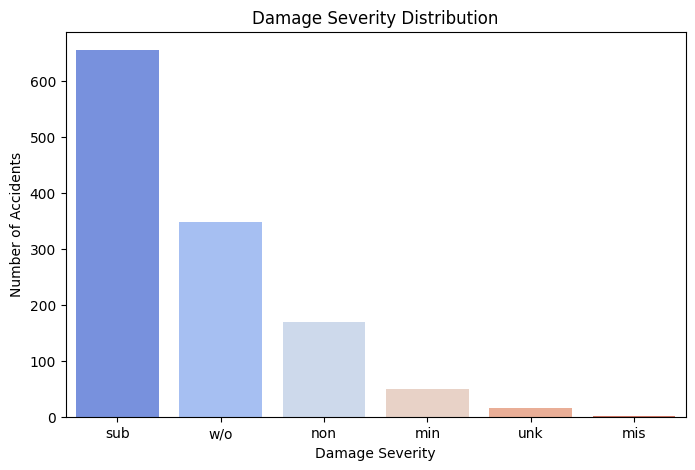 Damage Severity Distribution
Number of Accidents
600
500
400
300
200
100
0
sub w/o non min unk mis
Damage Severity